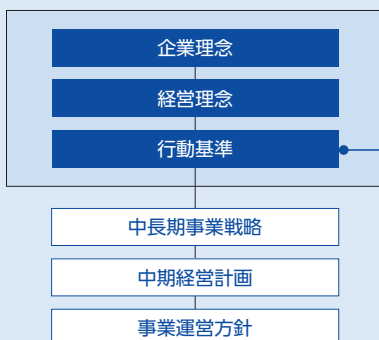 企業理念
経営理念
行動基準
中長期事業戦略
中期経営計画
事業運営方針